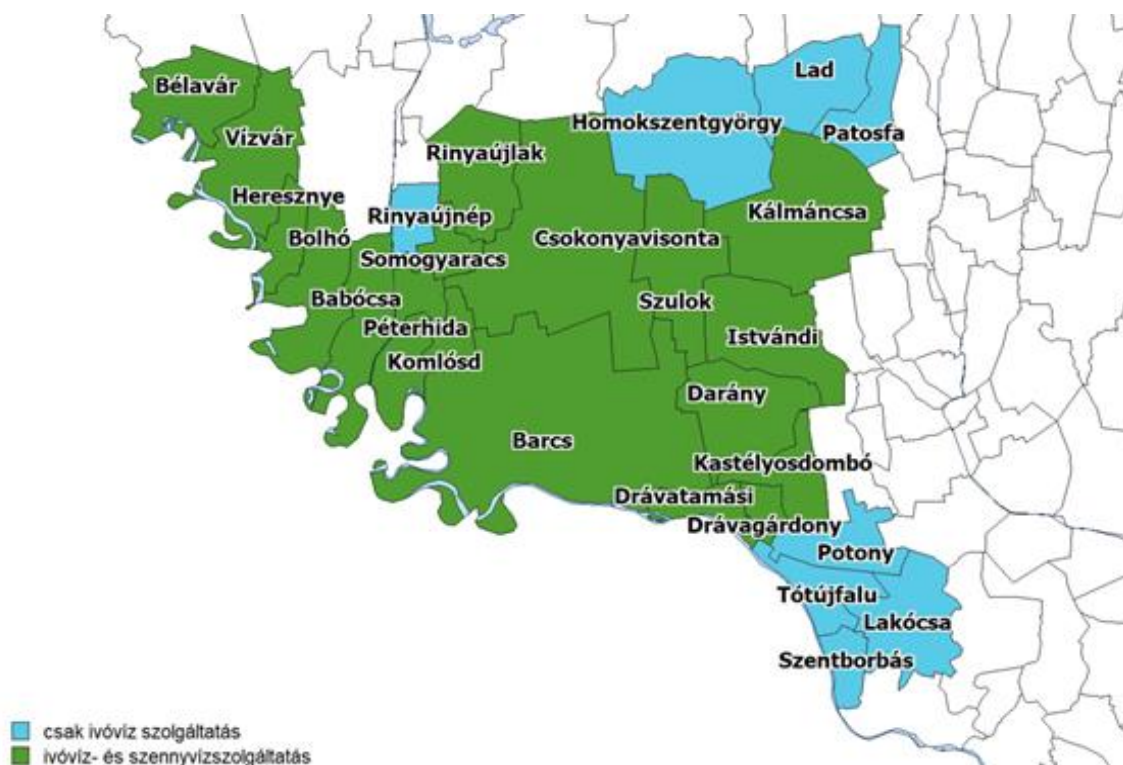 Lad
Bélavár
Homokszentgyörgy
Patosfa
Vízvár
Rinyaújlak
Heresznye
Rinyaújnép
Kálmáncsa
Bolhó
Csokonyavisonta
Somogyaracs
Babócsa
Szulok
Péterhida
Istvándi
Komlósd
Darány
Barcs
Kastélyosdombó
Drávatamási
Drávagárdony
Potony
Tótújfalu
Lakócsa
Szentborbás
csak ivóvíz szolgáltatás
ivóvíz- és szennyvízszolgáltatás